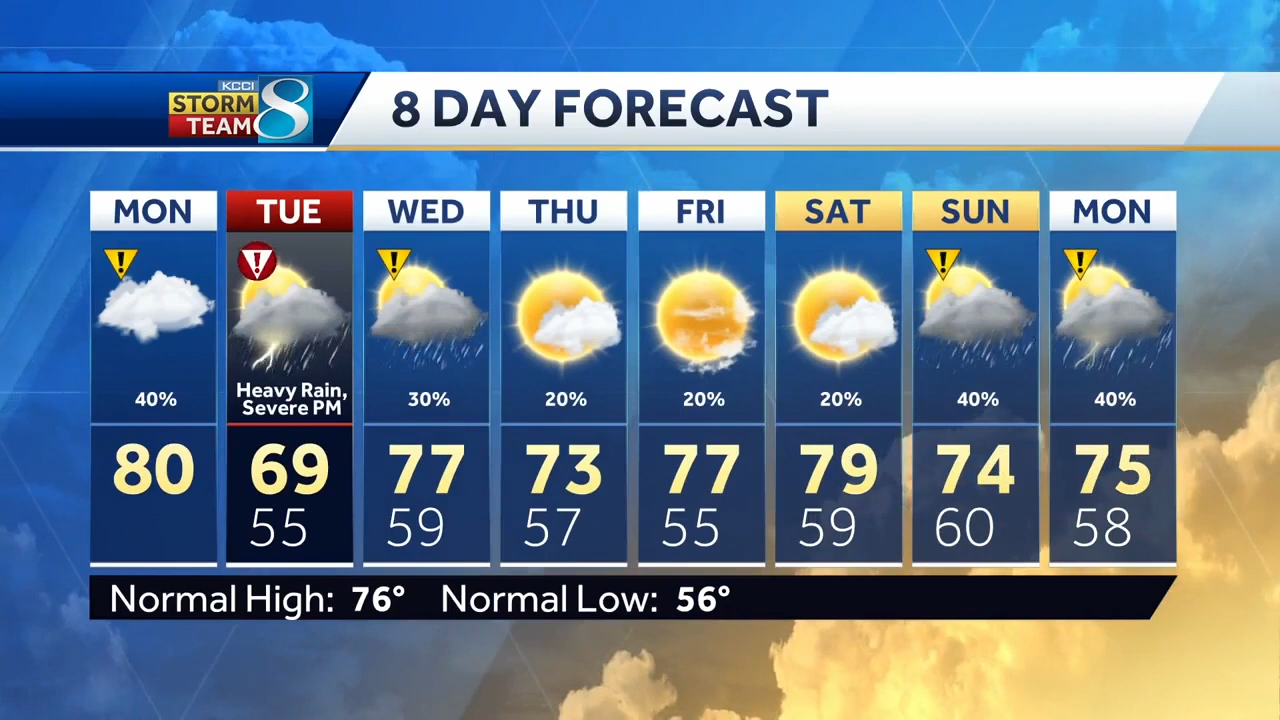 KCCI
STORM
TEAM 8
8 DAY FORECAST
MON TUE WED THU FRI SAT SUN MON
! ! ! ! !
Heavy Rain,
Severe PM
40% 30% 20% 20% 20% 40% 40%
80 69 77 73 77 79 74 75
55 59 57 55 59 60 58
Normal High: 76° Normal Low: 56°